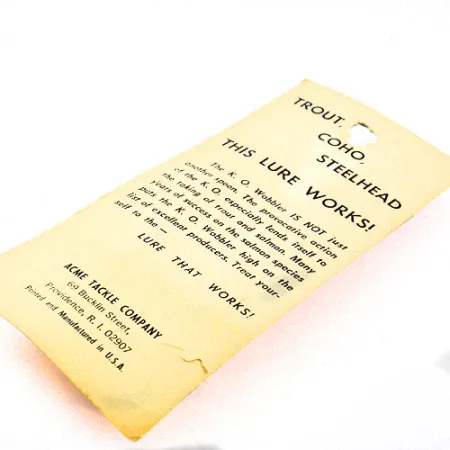 TROUT,
COHO,
STEELHEAD
THIS LURE WORKS!
The K. O. Wobbler IS NOT just
another spoon. The provocative action
of the K. O. especially lends itself to
the taking of trout and salmon. Many
years of success on the salmon species
puts the K. O. Wobbler high on the
list of excellent producers. Treat your-
self to the —
LURE THAT WORKS!
ACME TACKLE COMPANY
69 Bucklin Street,
Providence, R. I. 02907
Printed and Manufactured in U.S.A.